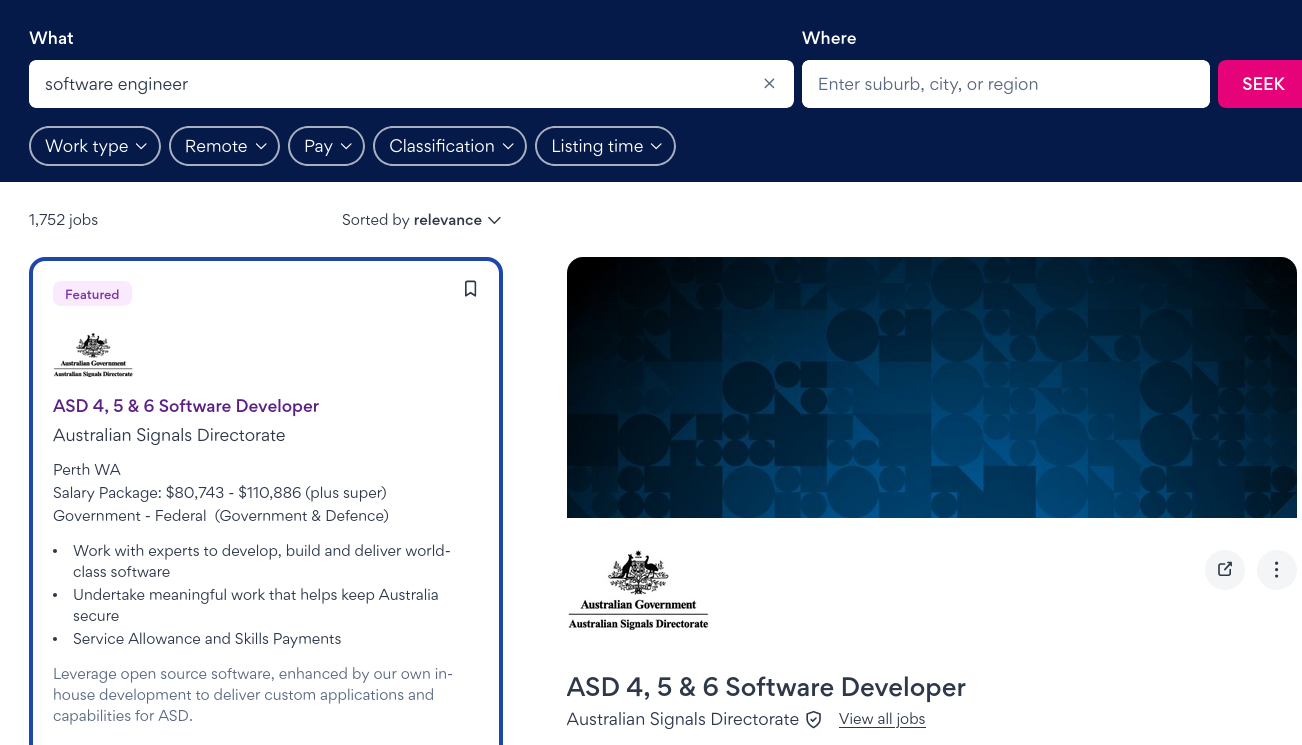 What
Where
software engineer
Enter suburb, city, or region
SEEK
Work type
Remote
Pay
Classification
Listing time
1,752 jobs
Sorted by relevance
Featured
Australian Government
Australian Signals Directorate
ASD 4, 5 & 6 Software Developer
Australian Signals Directorate
Perth WA
Salary Package: $80,743 - $110,886 (plus super)
Government - Federal (Government & Defence)
• Work with experts to develop, build and deliver world-
class software
• Undertake meaningful work that helps keep Australia
secure
• Service Allowance and Skills Payments
Leverage open source software, enhanced by our own in-
house development to deliver custom applications and
capabilities for ASD.
Australian Government
Australian Signals Directorate
ASD 4, 5 & 6 Software Developer
Australian Signals Directorate
View all jobs